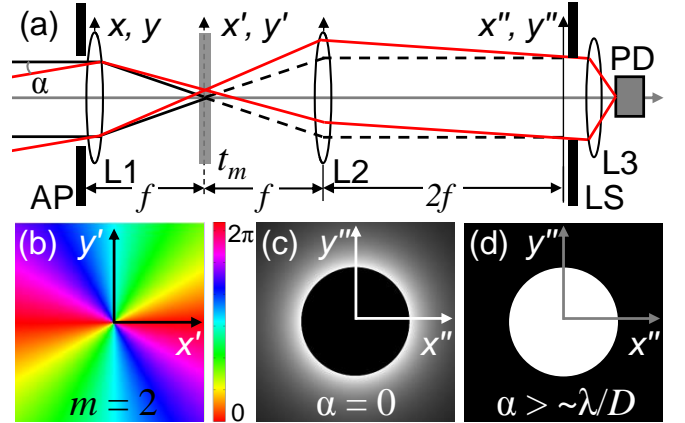 (a)
x, y
x', y'
x'', y''
PD
α
t_m
L1
L2
L3
AP
f
f
2f
LS
(b)
y'
x'
m = 2
2π
0
(c)
y''
x''
α = 0
(d)
y''
x''
α > ~λ/D